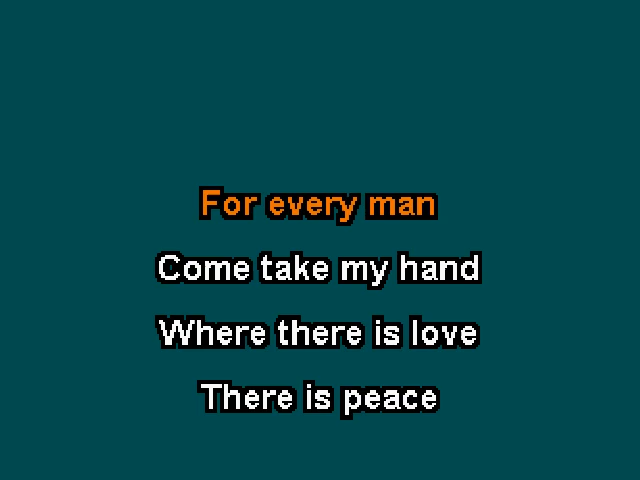 For every man
Come take my hand
Where there is love
There is peace